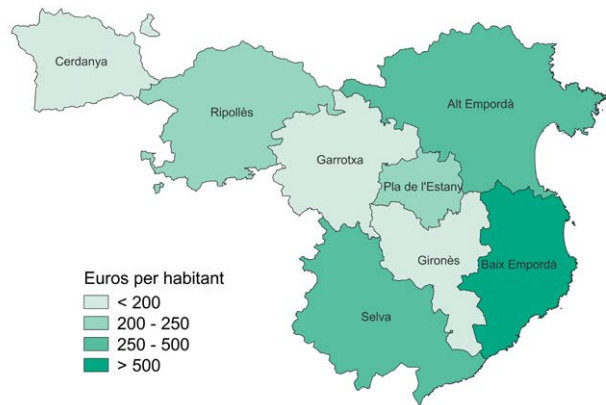 Cerdanya
Ripollès
Alt Empordà
Garrotxa
Pla de l'Estany
Gironès
Baix Empordà
Selva
Euros per habitant
< 200
200 - 250
250 - 500
> 500